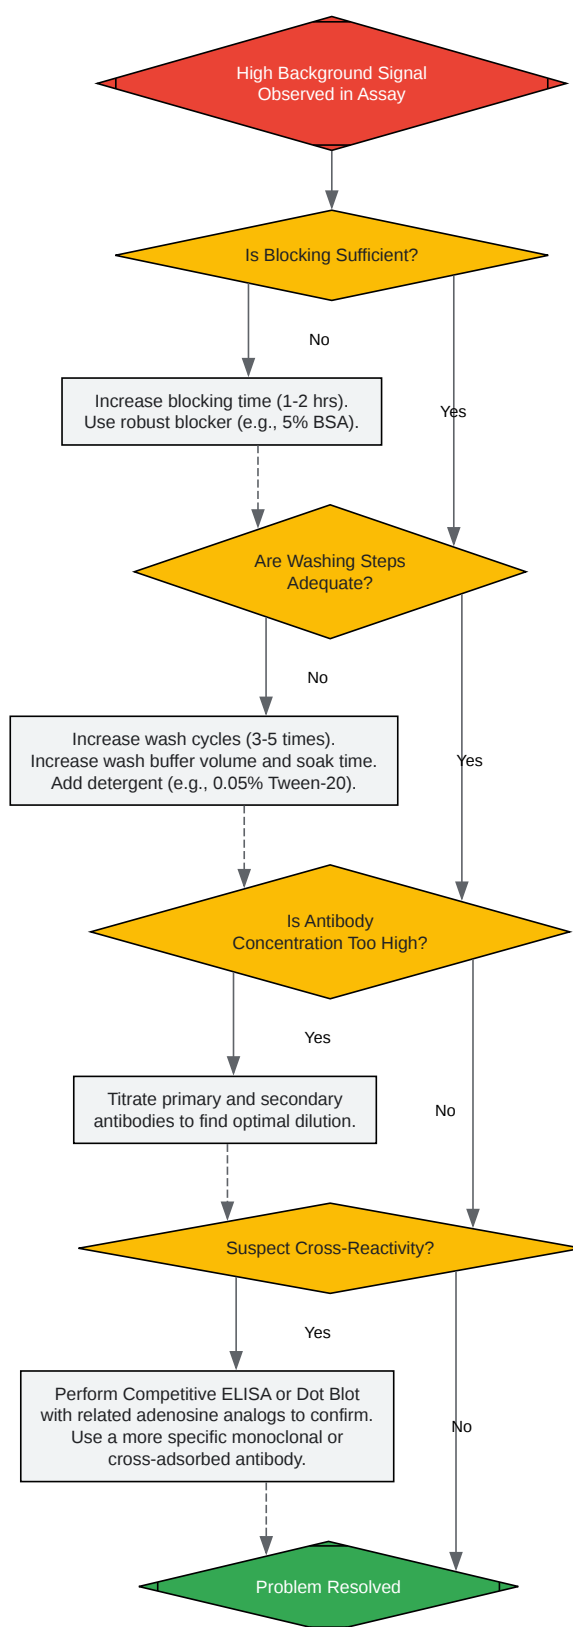 High Background Signal
Observed in Assay
Is Blocking Sufficient?
No
Increase blocking time (1-2 hrs).
Use robust blocker (e.g., 5% BSA).
Yes
Are Washing Steps
Adequate?
No
Increase wash cycles (3-5 times).
Increase wash buffer volume and soak time.
Add detergent (e.g., 0.05% Tween-20).
Yes
Is Antibody
Concentration Too High?
Yes
Titrate primary and secondary
antibodies to find optimal dilution.
No
Suspect Cross-Reactivity?
Yes
Perform Competitive ELISA or Dot Blot
with related adenosine analogs to confirm.
Use a more specific monoclonal or
cross-adsorbed antibody.
No
Problem Resolved